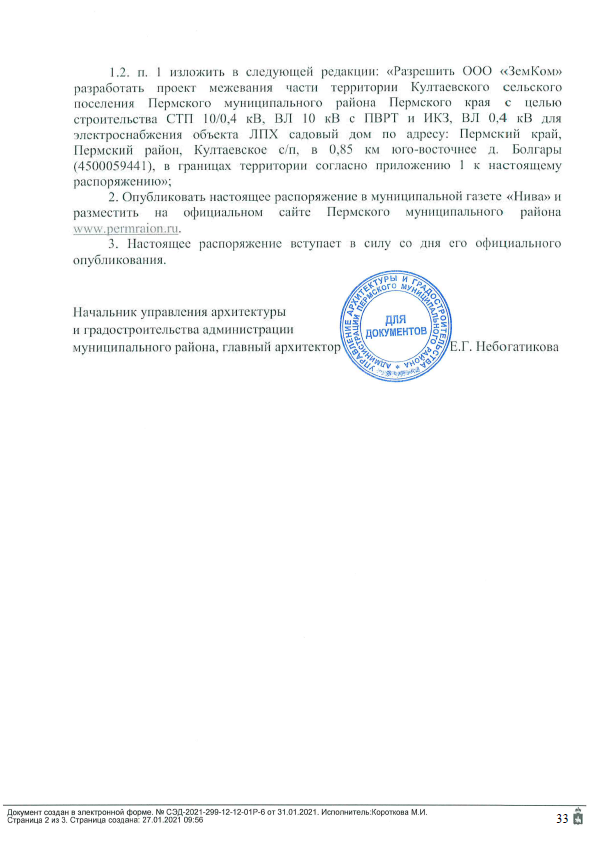 1.2. п. 1 изложить в следующей редакции: «Разрешить ООО «ЗемКом»
разработать проект межевания части территории Култаевского сельского
поселения Пермского муниципального района Пермского края с целью
строительства СТП 10/0,4 кВ, ВЛ 10 кВ с ПВРТ и ИКЗ, ВЛ 0,4 кВ для
электроснабжения объекта ЛПХ садовый дом по адресу: Пермский край,
Пермский район, Култаевское с/п, в 0,85 км юго-восточнее д. Болгары
(4500059441), в границах территории согласно приложению 1 к настоящему
распоряжению»;
2. Опубликовать настоящее распоряжение в муниципальной газете «Нива» и
разместить на официальном сайте Пермского муниципального района
www.permraion.ru.
3. Настоящее распоряжение вступает в силу со дня его официального
опубликования.
Начальник управления архитектуры
и градостроительства администрации
муниципального района, главный архитектор Е.Г. Небогатикова
УПРАВЛЕНИЕ АРХИТЕКТУРЫ И ГРАДОСТРОИТЕЛЬСТВА
АДМИНИСТРАЦИИ ПЕРМСКОГО МУНИЦИПАЛЬНОГО РАЙОНА
ДЛЯ
ДОКУМЕНТОВ
Документ создан в электронной форме. № СЭД-2021-299-12-12-01Р-6 от 31.01.2021. Исполнитель:Короткова М.И.
Страница 2 из 3. Страница создана: 27.01.2021 09:56
33